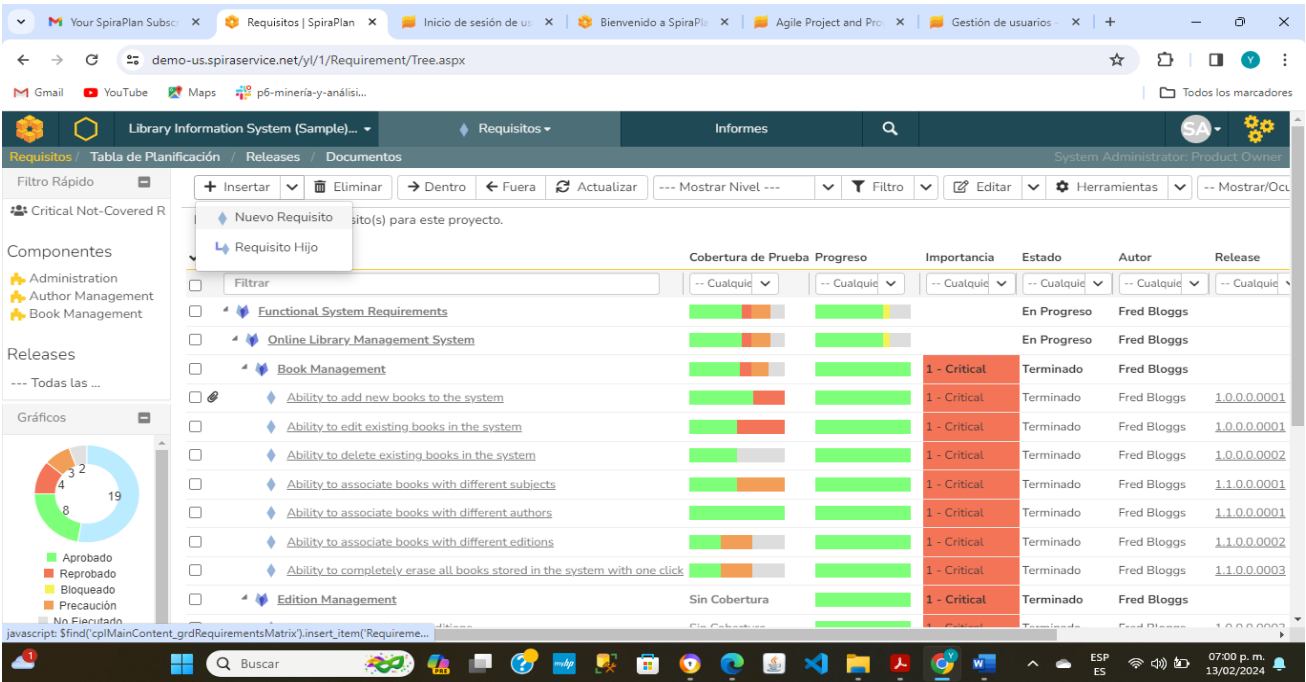 Your SpiraPlan Subsc
Requisitos | SpiraPlan
Inicio de sesión de us
Bienvenido a SpiraPla
Agile Project and Pro
Gestión de usuarios -
demo-us.spiraservice.net/yl/1/Requirement/Tree.aspx
Y
Gmail YouTube Maps p6-minería-y-análisi... Todos los marcadores
Library Information System (Sample)... Requisitos Informes SA
Requisitos / Tabla de Planificación / Releases / Documentos System Administrator: Product Owner
Filtro Rápido
Critical Not-Covered R
Componentes
Administration
Author Management
Book Management
Releases
--- Todas las ...
Gráficos
3 2
4
19
8
Aprobado
Reprobado
Bloqueado
Precaución
No Ejecutado
+ Insertar Eliminar Dentro Fuera Actualizar --- Mostrar Nivel --- Filtro Editar Herramientas -- Mostrar/Ocu
Nuevo Requisito
Requisito Hijo
sito(s) para este proyecto.
Cobertura de Prueba Progreso Importancia Estado Autor Release
Filtrar -- Cualquie -- Cualquie -- Cualquie -- Cualquie -- Cualquie -- Cualquie
Functional System Requirements En Progreso Fred Bloggs
Online Library Management System En Progreso Fred Bloggs
Book Management 1 - Critical Terminado Fred Bloggs
Ability to add new books to the system 1 - Critical Terminado Fred Bloggs 1.0.0.0.0001
Ability to edit existing books in the system 1 - Critical Terminado Fred Bloggs 1.0.0.0.0001
Ability to delete existing books in the system 1 - Critical Terminado Fred Bloggs 1.0.0.0.0002
Ability to associate books with different subjects 1 - Critical Terminado Fred Bloggs 1.1.0.0.0001
Ability to associate books with different authors 1 - Critical Terminado Fred Bloggs 1.1.0.0.0001
Ability to associate books with different editions 1 - Critical Terminado Fred Bloggs 1.1.0.0.0002
Ability to completely erase all books stored in the system with one click 1 - Critical Terminado Fred Bloggs 1.1.0.0.0003
Edition Management Sin Cobertura 1 - Critical Terminado Fred Bloggs
javascript: $find('cplMainContent_grdRequirementsMatrix').insert_item('Requireme...
1
Buscar
PRE
mdp
Y
ESP
ES
07:00 p. m.
13/02/2024